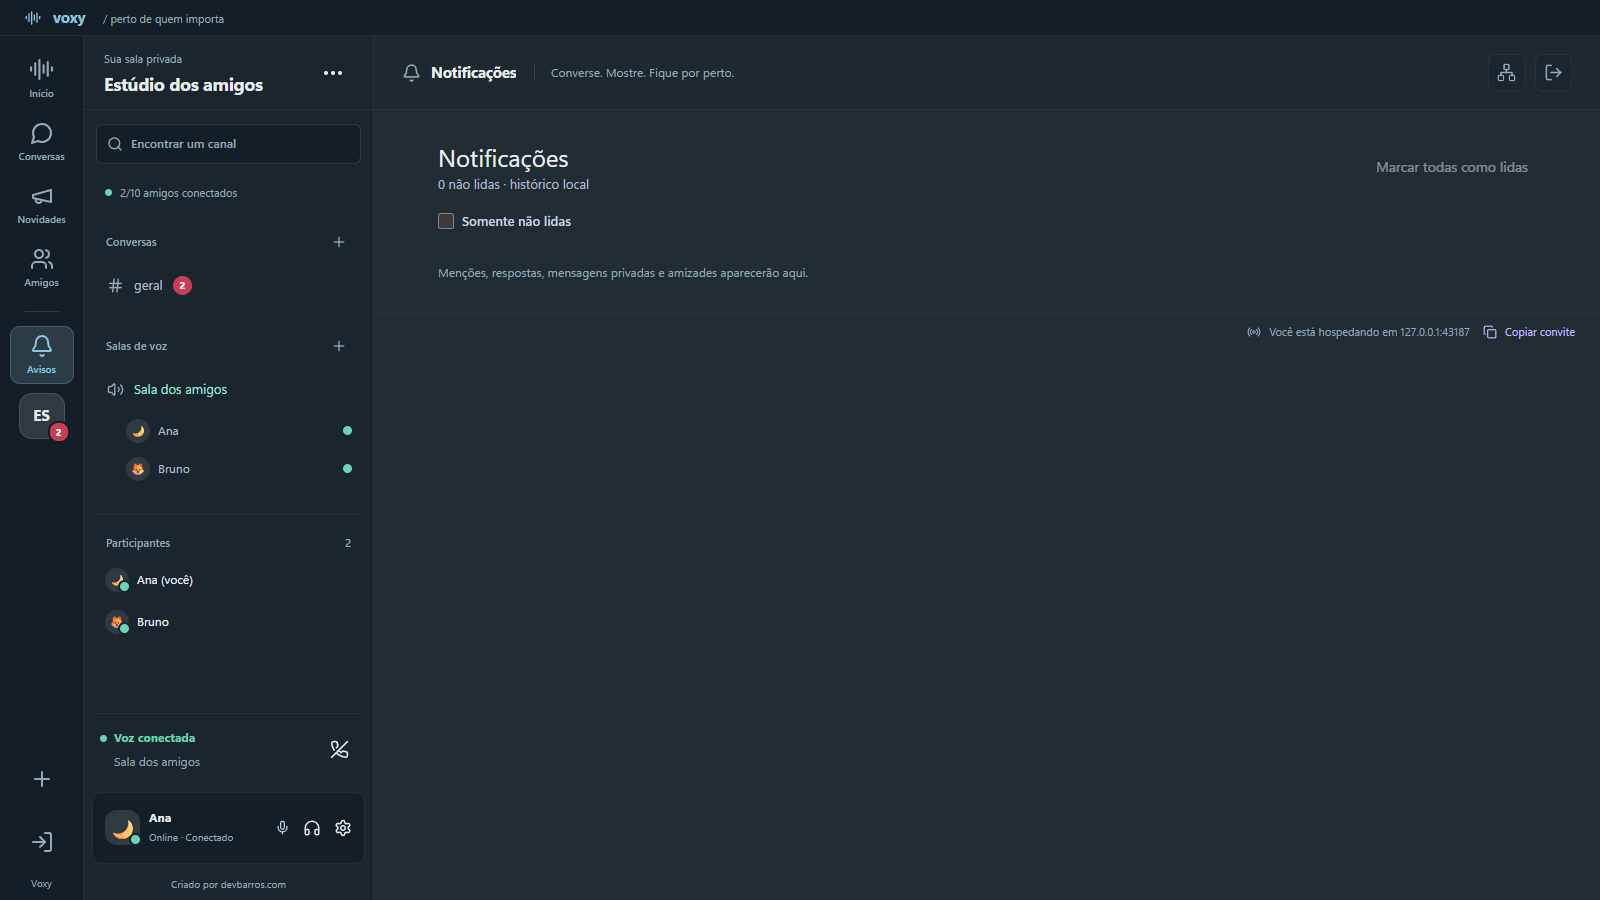 voxy / perto de quem importa
Início
Conversas
Novidades
Amigos
Avisos
ES
2
Voxy
Sua sala privada
Estúdio dos amigos
Encontrar um canal
2/10 amigos conectados
Conversas
# geral 2
Salas de voz
Sala dos amigos
Ana
Bruno
Participantes 2
Ana (você)
Bruno
Voz conectada
Sala dos amigos
Ana
Online · Conectado
Criado por devbarros.com
Notificações Converse. Mostre. Fique por perto.
Notificações
0 não lidas · histórico local
Marcar todas como lidas
Somente não lidas
Menções, respostas, mensagens privadas e amizades aparecerão aqui.
Você está hospedando em 127.0.0.1:43187 Copiar convite